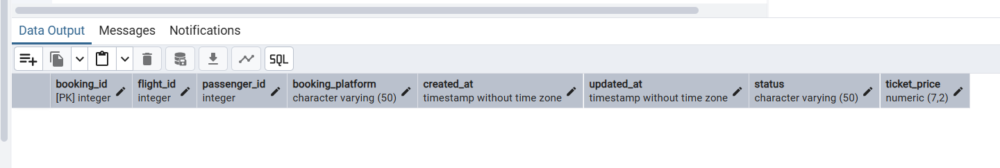 Data Output Messages Notifications
SQL
booking_id flight_id passenger_id booking_platform created_at updated_at status ticket_price
[PK] integer integer integer character varying (50) timestamp without time zone timestamp without time zone character varying (50) numeric (7,2)